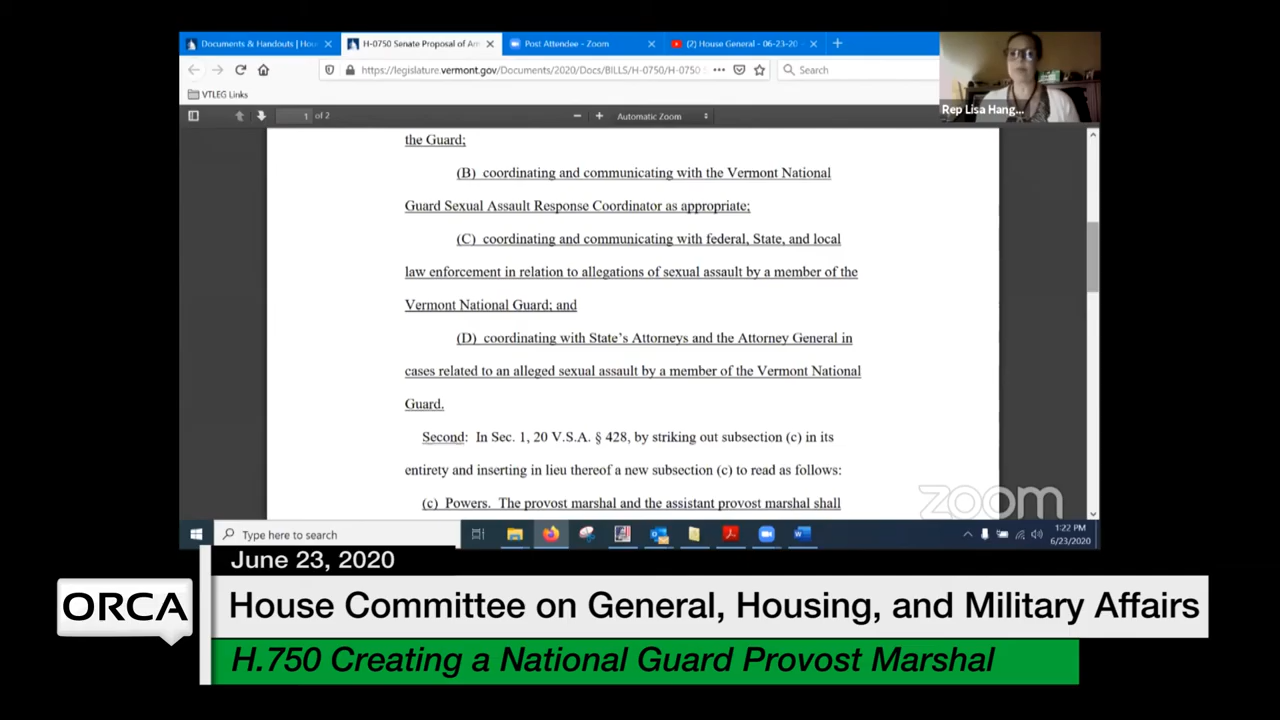 Documents & Handouts | Hou
H-0750 Senate Proposal of Am
Post Attendee - Zoom
(2) House General - 06-23-20 -
https://legislature.vermont.gov/Documents/2020/Docs/BILLS/H-0750/H-0750
Search
VTLEG Links
Rep Lisa Hang...
1 of 2
Automatic Zoom
the Guard;
(B) coordinating and communicating with the Vermont National
Guard Sexual Assault Response Coordinator as appropriate;
(C) coordinating and communicating with federal, State, and local
law enforcement in relation to allegations of sexual assault by a member of the
Vermont National Guard; and
(D) coordinating with State's Attorneys and the Attorney General in
cases related to an alleged sexual assault by a member of the Vermont National
Guard.
Second: In Sec. 1, 20 V.S.A. § 428, by striking out subsection (c) in its
entirety and inserting in lieu thereof a new subsection (c) to read as follows:
(c) Powers. The provost marshal and the assistant provost marshal shall
zoom
Type here to search
1:22 PM
6/23/2020
June 23, 2020
ORCA
House Committee on General, Housing, and Military Affairs
H.750 Creating a National Guard Provost Marshal